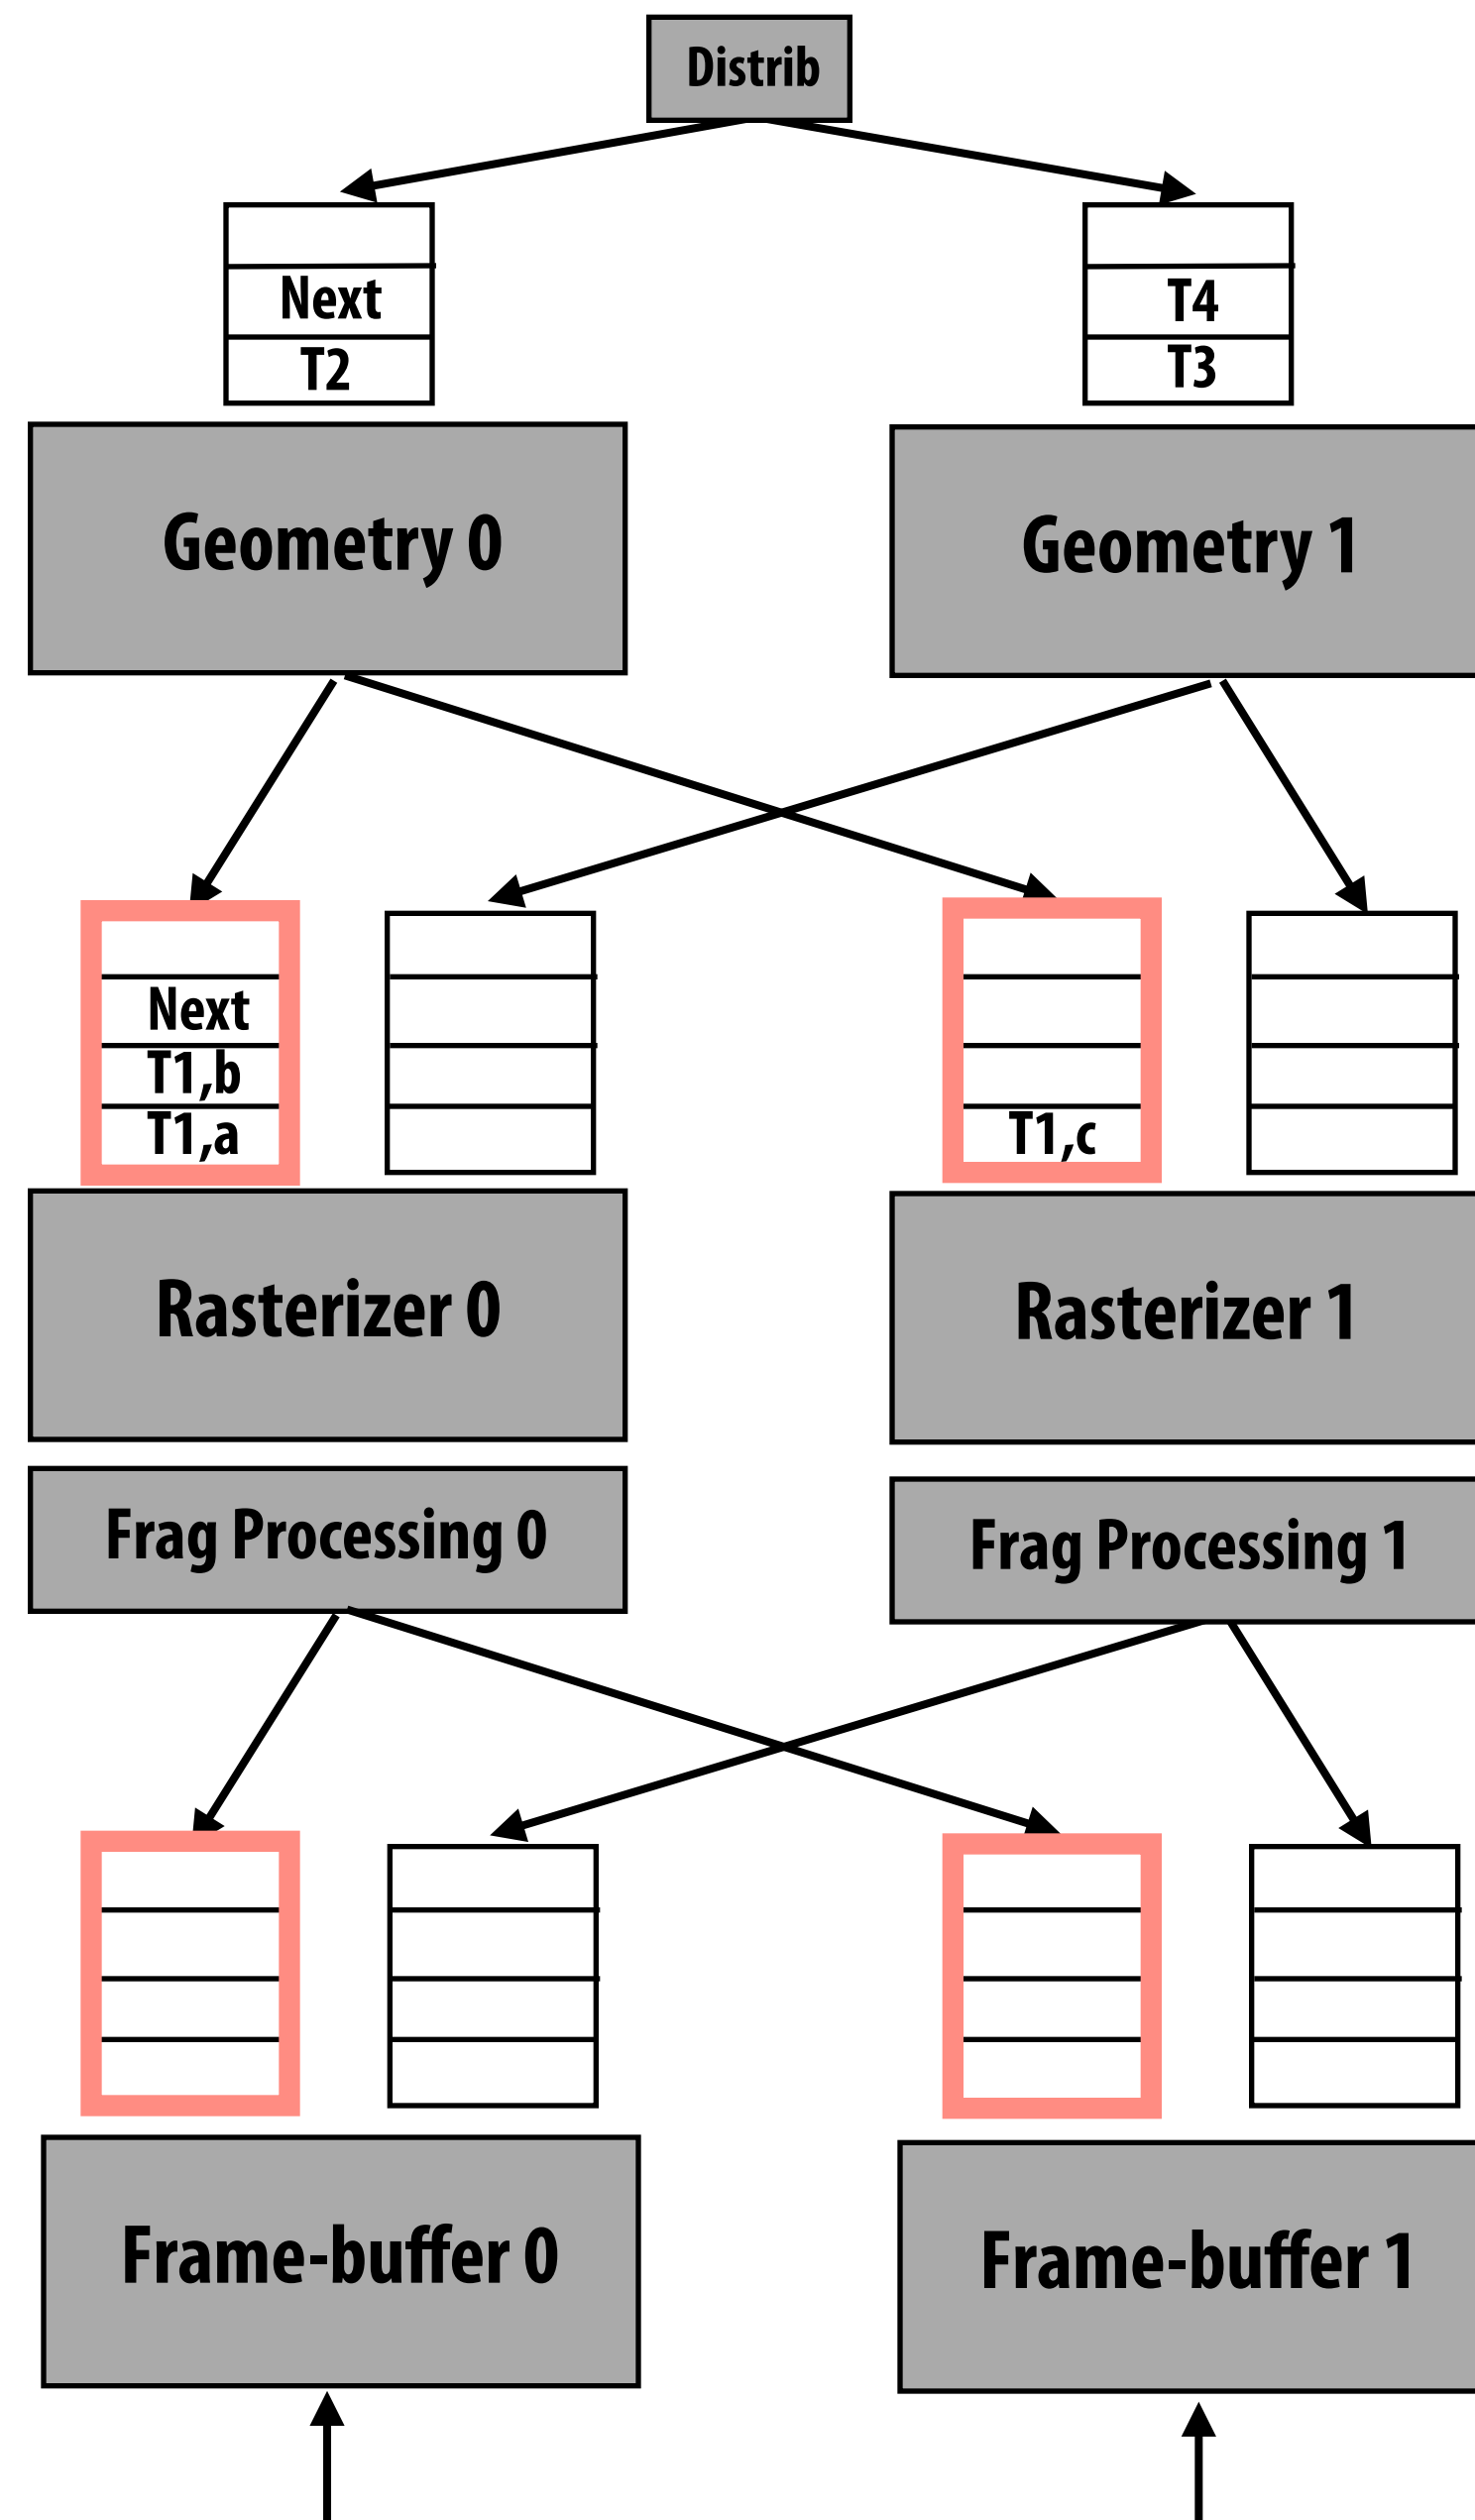 Distrib
Next
T2
T4
T3
Geometry 0
Geometry 1
Next
T1,b
T1,a
T1,c
Rasterizer 0
Rasterizer 1
Frag Processing 0
Frag Processing 1
Frame-buffer 0
Frame-buffer 1